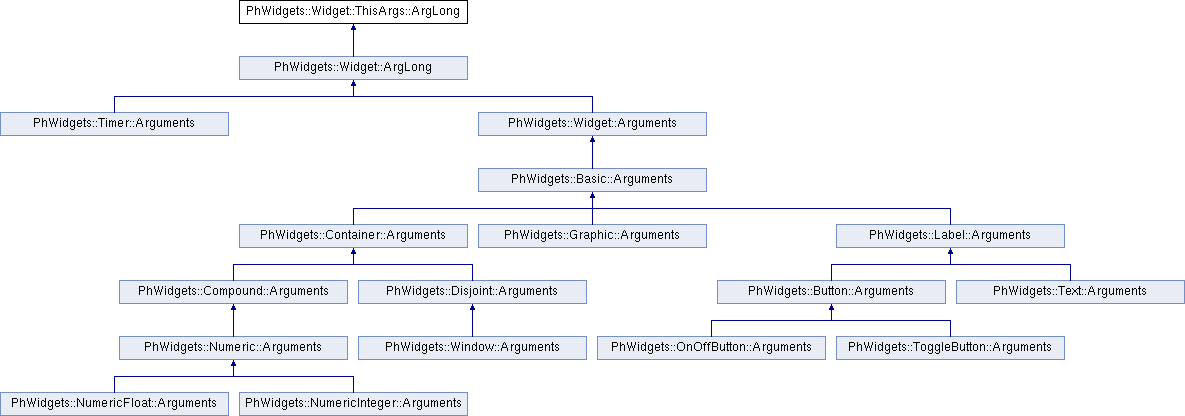 PhWidgets::Widget::ThisArgs::ArgLong
PhWidgets::Widget::ArgLong
PhWidgets::Timer::Arguments
PhWidgets::Widget::Arguments
PhWidgets::Basic::Arguments
PhWidgets::Container::Arguments
PhWidgets::Graphic::Arguments
PhWidgets::Label::Arguments
PhWidgets::Compound::Arguments
PhWidgets::Disjoint::Arguments
PhWidgets::Button::Arguments
PhWidgets::Text::Arguments
PhWidgets::Numeric::Arguments
PhWidgets::Window::Arguments
PhWidgets::OnOffButton::Arguments
PhWidgets::ToggleButton::Arguments
PhWidgets::NumericFloat::Arguments
PhWidgets::NumericInteger::Arguments